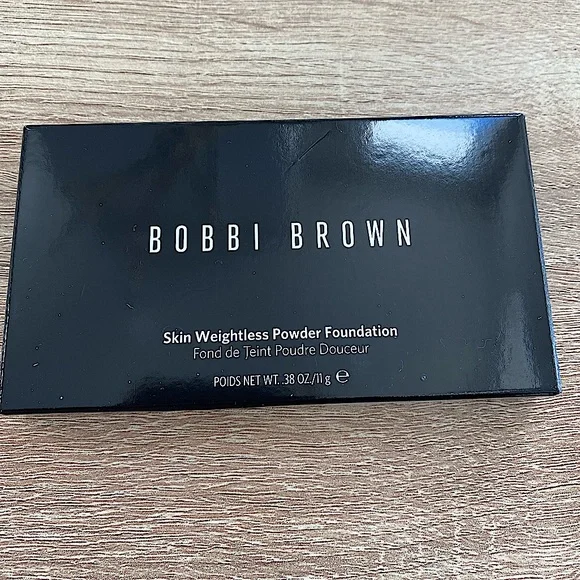 BOBBI BROWN
Skin Weightless Powder Foundation
Fond de Teint Poudre Douceur
POIDS NET WT. .38 OZ./11 g ℮